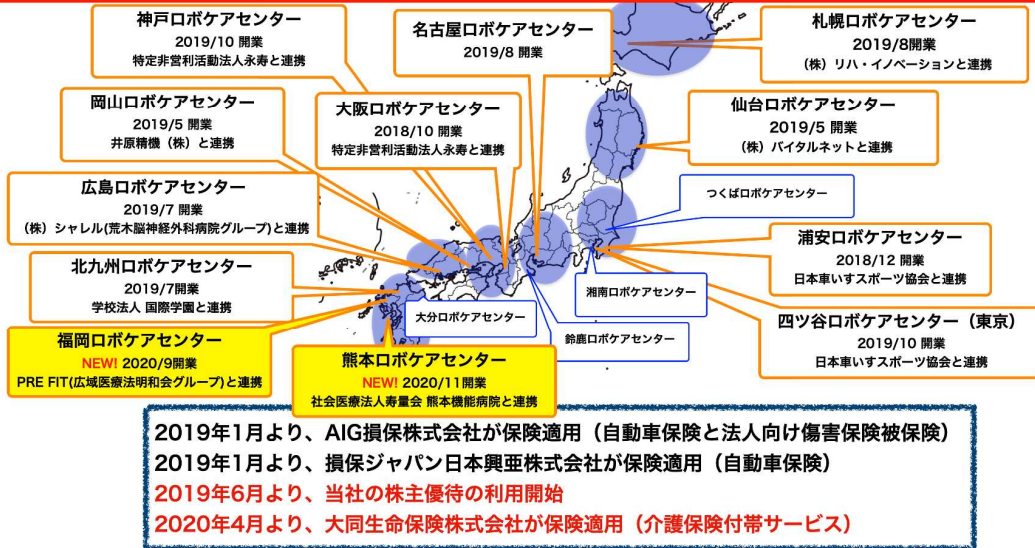 神戸ロボケアセンター
2019/10 開業
特定非営利活動法人永寿と連携
名古屋ロボケアセンター
2019/8 開業
札幌ロボケアセンター
2019/8開業
（株）リハ・イノベーションと連携
岡山ロボケアセンター
2019/5 開業
井原精機（株）と連携
大阪ロボケアセンター
2018/10 開業
特定非営利活動法人永寿と連携
仙台ロボケアセンター
2019/5 開業
（株）バイタルネットと連携
広島ロボケアセンター
2019/7 開業
（株）シャレル(荒木脳神経外科病院グループ)と連携
つくばロボケアセンター
浦安ロボケアセンター
2018/12 開業
日本車いすスポーツ協会と連携
北九州ロボケアセンター
2019/7開業
学校法人 国際学園と連携
湘南ロボケアセンター
大分ロボケアセンター
鈴鹿ロボケアセンター
四ツ谷ロボケアセンター（東京）
2019/10 開業
日本車いすスポーツ協会と連携
福岡ロボケアセンター
NEW! 2020/9開業
PRE FIT(広域医療法明和会グループ)と連携
熊本ロボケアセンター
NEW! 2020/11開業
社会医療法人寿量会 熊本機能病院と連携
2019年1月より、AIG損保株式会社が保険適用（自動車保険と法人向け傷害保険被保険）
2019年1月より、損保ジャパン日本興亜株式会社が保険適用（自動車保険）
2019年6月より、当社の株主優待の利用開始
2020年4月より、大同生命保険株式会社が保険適用（介護保険付帯サービス）